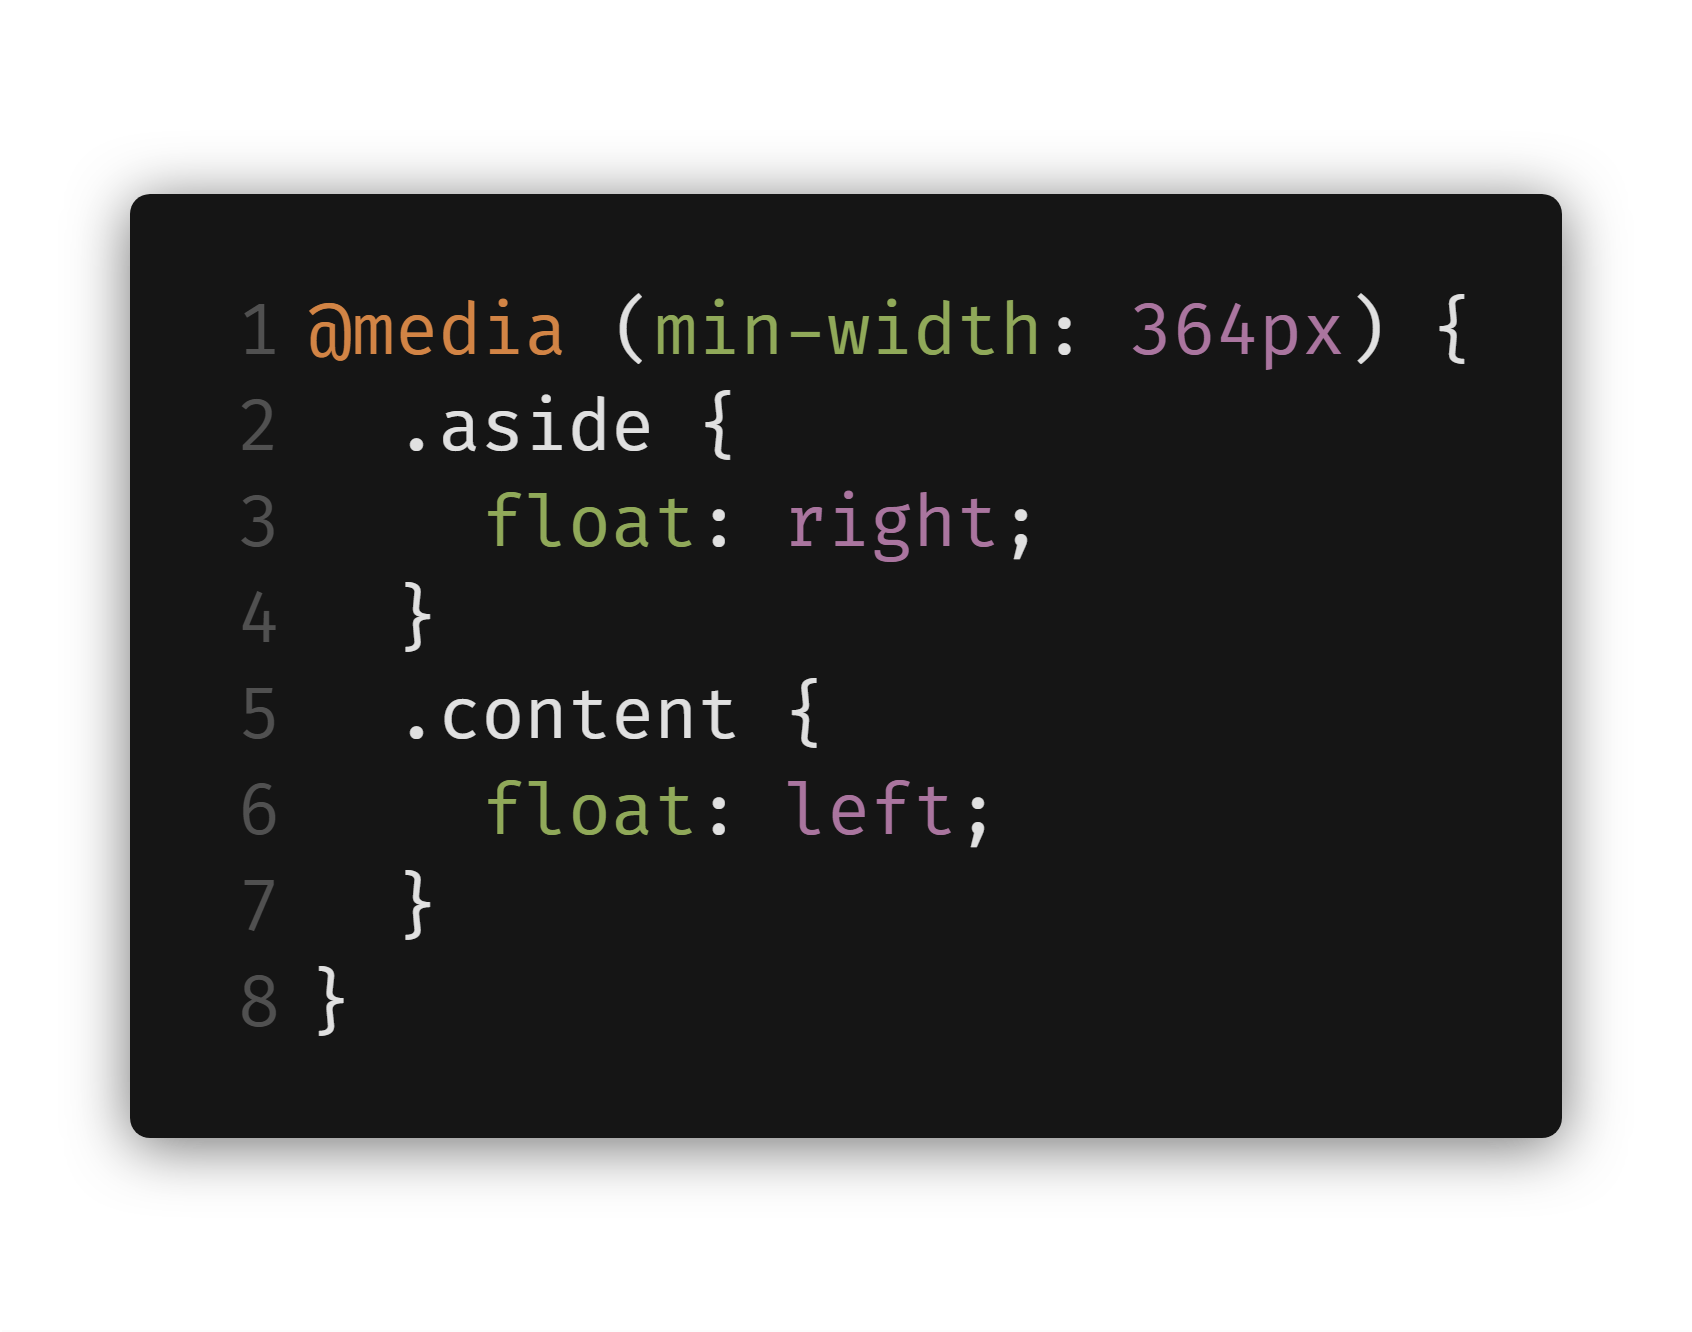 1 @media (min-width: 364px) {
2   .aside {
3     float: right;
4   }
5   .content {
6     float: left;
7   }
8 }